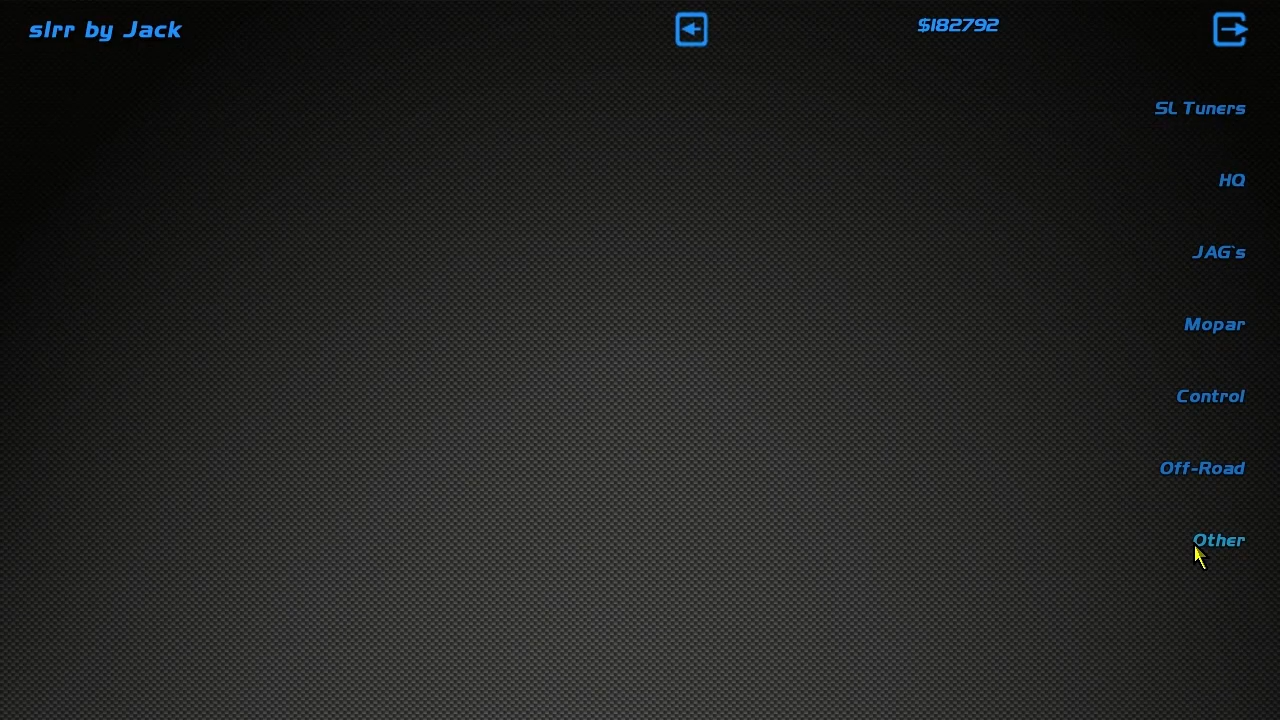 slrr by Jack
$182792
SL Tuners
HQ
JAG's
Mopar
Control
Off-Road
Other